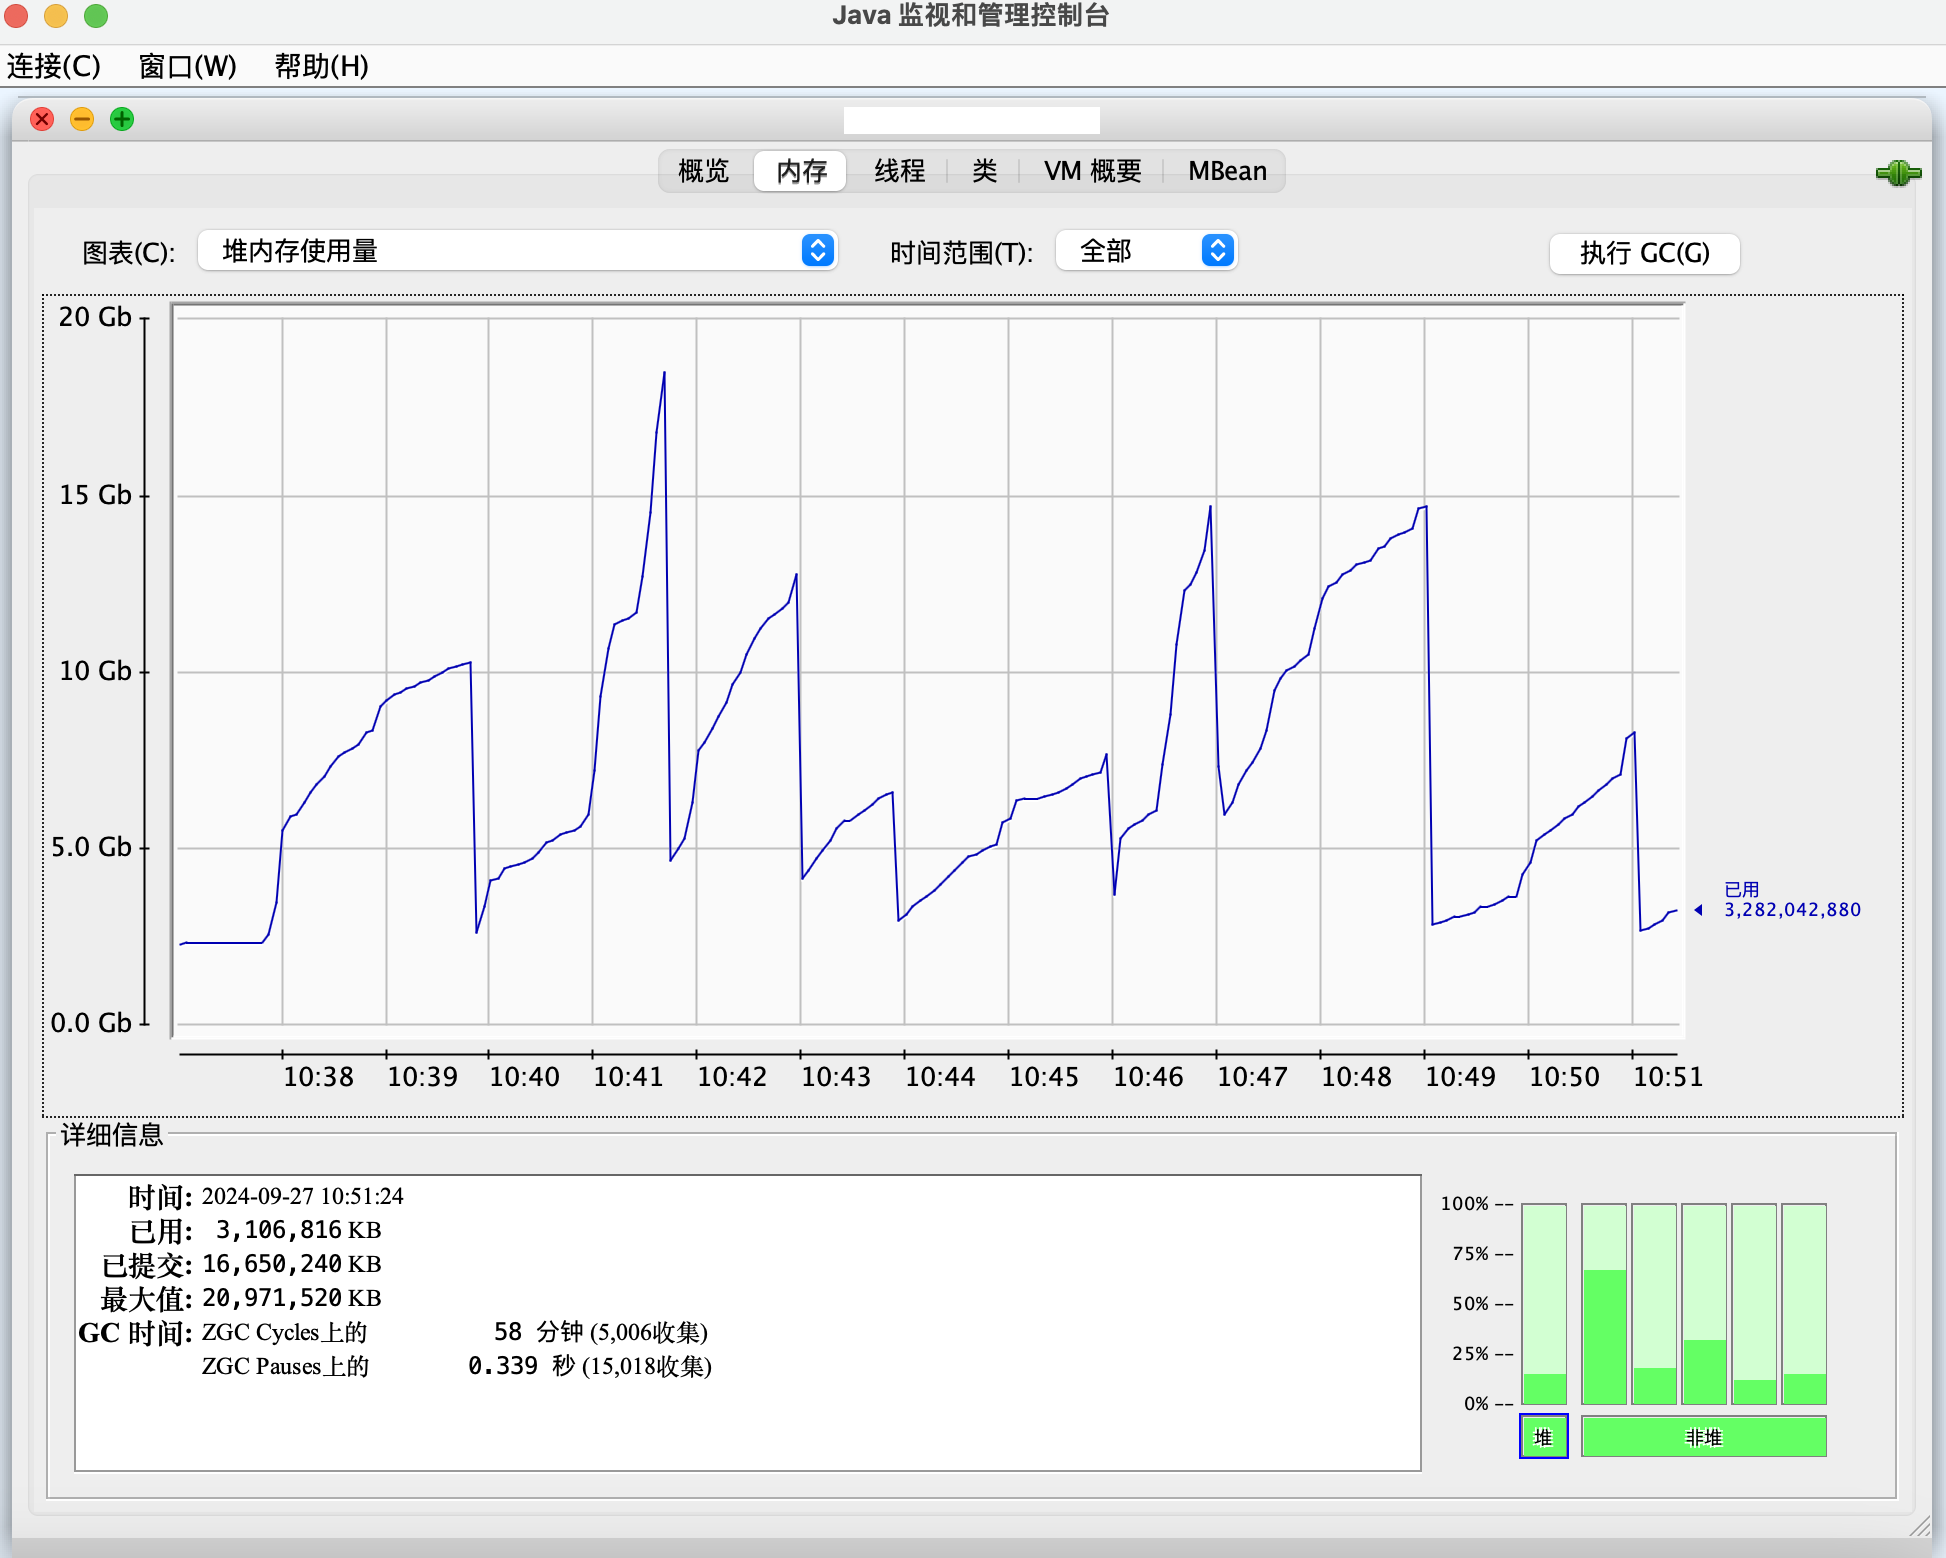 Java 监视和管理控制台
连接(C) 窗口(W) 帮助(H)
概览 内存 线程 类 VM 概要 MBean
图表(C): 堆内存使用量 时间范围(T): 全部 执行 GC(G)
20 Gb
15 Gb
10 Gb
5.0 Gb
0.0 Gb
已用
3,282,042,880
10:38 10:39 10:40 10:41 10:42 10:43 10:44 10:45 10:46 10:47 10:48 10:49 10:50 10:51
详细信息
时间: 2024-09-27 10:51:24
已用: 3,106,816 KB
已提交: 16,650,240 KB
最大值: 20,971,520 KB
GC 时间: ZGC Cycles上的 58 分钟 (5,006收集)
ZGC Pauses上的 0.339 秒 (15,018收集)
100% --
75% --
50% --
25% --
0% --
堆 非堆